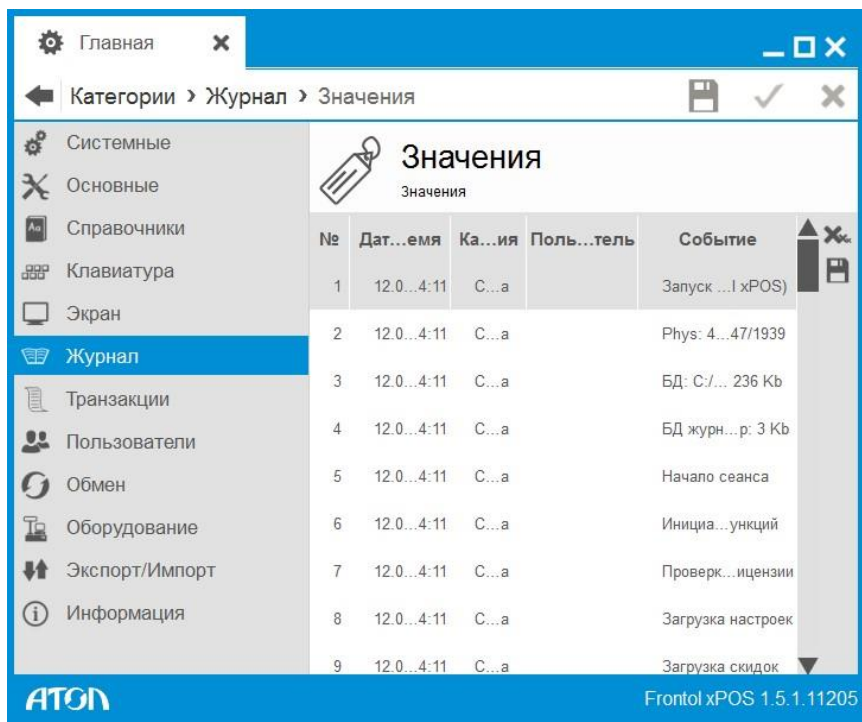 Главная
Категории › Журнал › Значения
Системные
Основные
Справочники
Клавиатура
Экран
Журнал
Транзакции
Пользователи
Обмен
Оборудование
Экспорт/Импорт
Информация
Значения
Значения
№ Дат...емя Ка...ия Поль...тель Событие
1 12.0...4:11 С...а Запуск ...l xPOS)
2 12.0...4:11 С...а Phys: 4...47/1939
3 12.0...4:11 С...а БД: C:/... 236 Kb
4 12.0...4:11 С...а БД журн...р: 3 Kb
5 12.0...4:11 С...а Начало сеанса
6 12.0...4:11 С...а Инициа...ункций
7 12.0...4:11 С...а Проверк...ицензии
8 12.0...4:11 С...а Загрузка настроек
9 12.0...4:11 С...а Загрузка скидок
АТОЛ Frontol xPOS 1.5.1.11205